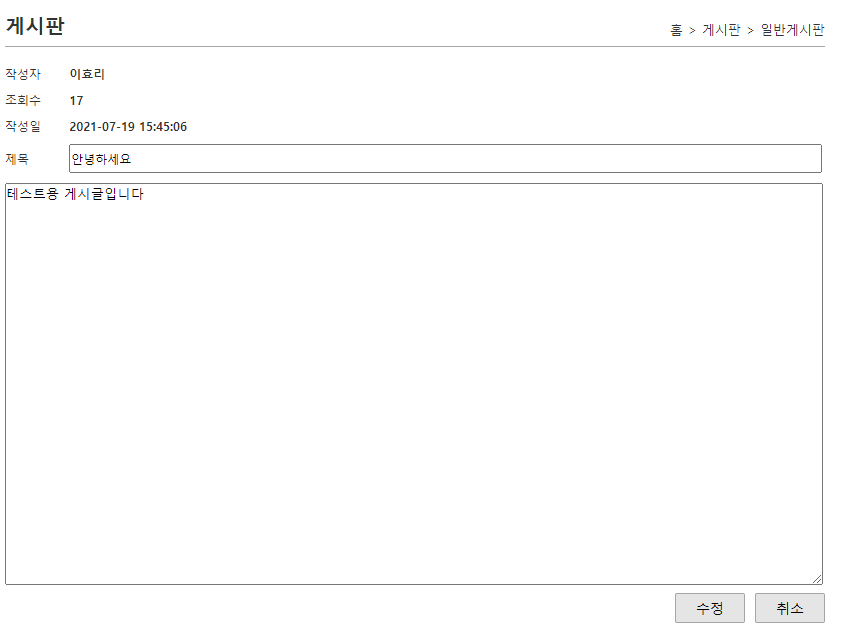 게시판
홈 > 게시판 > 일반게시판
작성자 이효리
조회수 17
작성일 2021-07-19 15:45:06
제목 안녕하세요
테스트용 게시글입니다
수정 취소